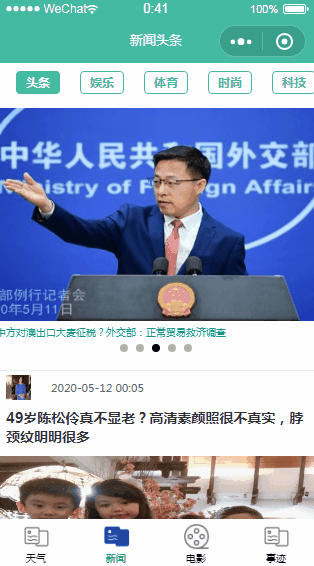 WeChat
0:41
100%
新闻头条
头条 娱乐 体育 时尚 科技
中华人民共和国外交部
Ministry of Foreign Affairs
部例行记者会
0年5月11日
中方对澳出口大麦征税？外交部：正常贸易救济调查
2020-05-12 00:05
49岁陈松伶真不显老？高清素颜照很不真实，脖
颈纹明明很多
天气 新闻 电影 事迹